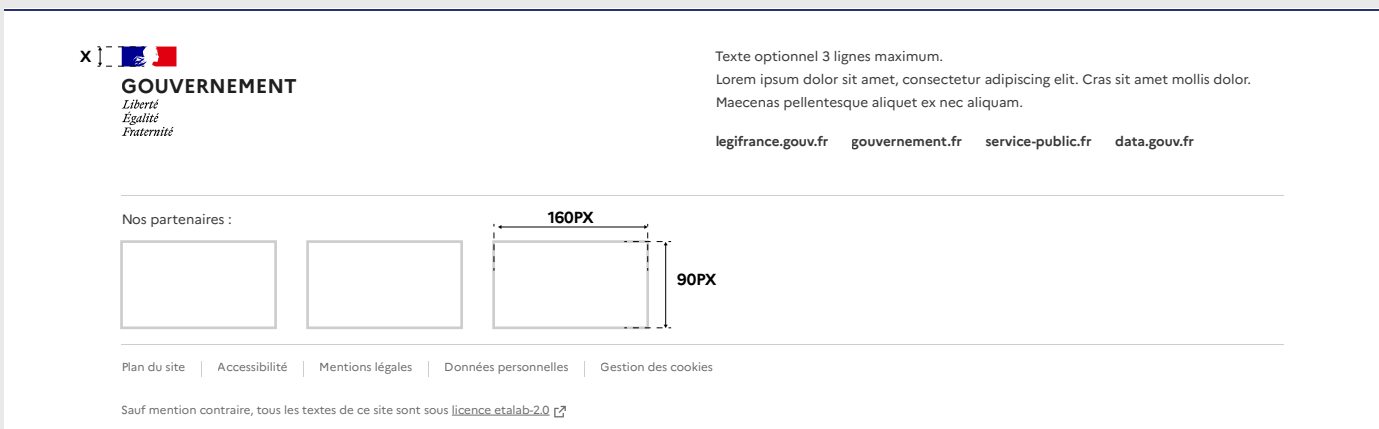 X
GOUVERNEMENT
Liberté
Égalité
Fraternité
Texte optionnel 3 lignes maximum.
Lorem ipsum dolor sit amet, consectetur adipiscing elit. Cras sit amet mollis dolor.
Maecenas pellentesque aliquet ex nec aliquam.
legifrance.gouv.fr gouvernement.fr service-public.fr data.gouv.fr
Nos partenaires :
160PX
90PX
Plan du site Accessibilité Mentions légales Données personnelles Gestion des cookies
Sauf mention contraire, tous les textes de ce site sont sous licence etalab-2.0